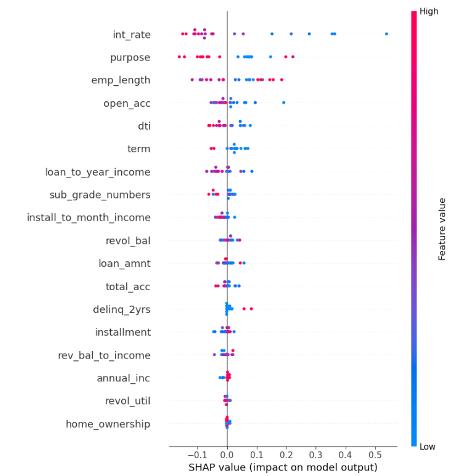 High
int_rate
purpose
emp_length
open_acc
dti
term
loan_to_year_income
sub_grade_numbers
install_to_month_income
revol_bal
loan_amnt
total_acc
delinq_2yrs
installment
rev_bal_to_income
annual_inc
revol_util
home_ownership
Feature value
Low
−0.1 0.0 0.1 0.2 0.3 0.4 0.5
SHAP value (impact on model output)